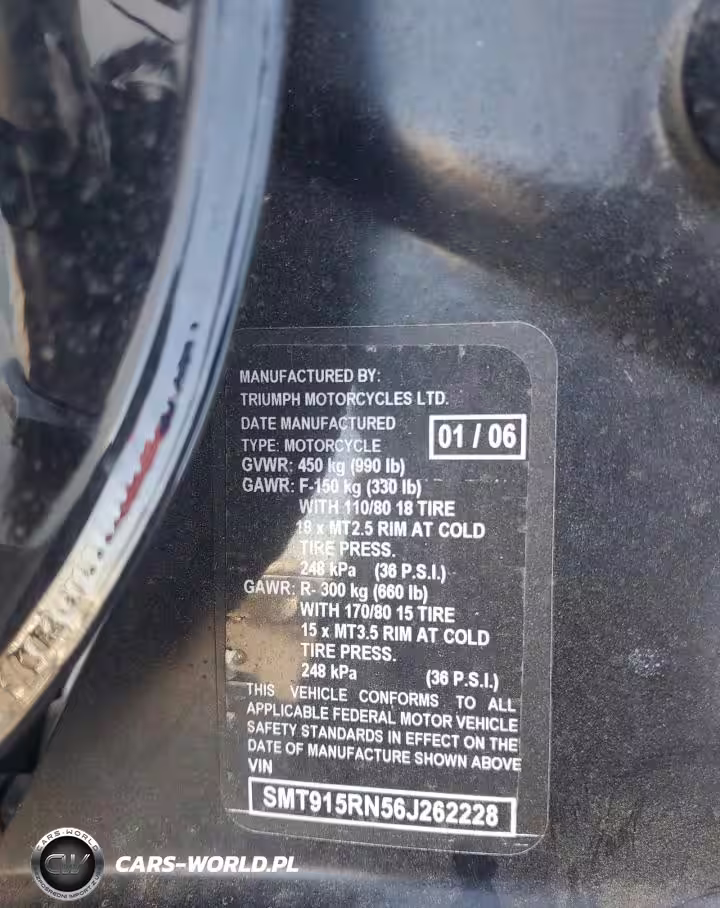 MANUFACTURED BY:
TRIUMPH MOTORCYCLES LTD.
DATE MANUFACTURED
01 / 06
TYPE: MOTORCYCLE
GVWR: 450 kg (990 lb)
GAWR: F-150 kg (330 lb)
WITH 110/80 18 TIRE
18 x MT2.5 RIM AT COLD
TIRE PRESS.
248 kPa (36 P.S.I.)
GAWR: R- 300 kg (660 lb)
WITH 170/80 15 TIRE
15 x MT3.5 RIM AT COLD
TIRE PRESS.
248 kPa (36 P.S.I.)
THIS VEHICLE CONFORMS TO ALL
APPLICABLE FEDERAL MOTOR VEHICLE
SAFETY STANDARDS IN EFFECT ON THE
DATE OF MANUFACTURE SHOWN ABOVE
VIN
SMT915RN56J262228
CARS-WORLD
CW
CARS-WORLD.PL